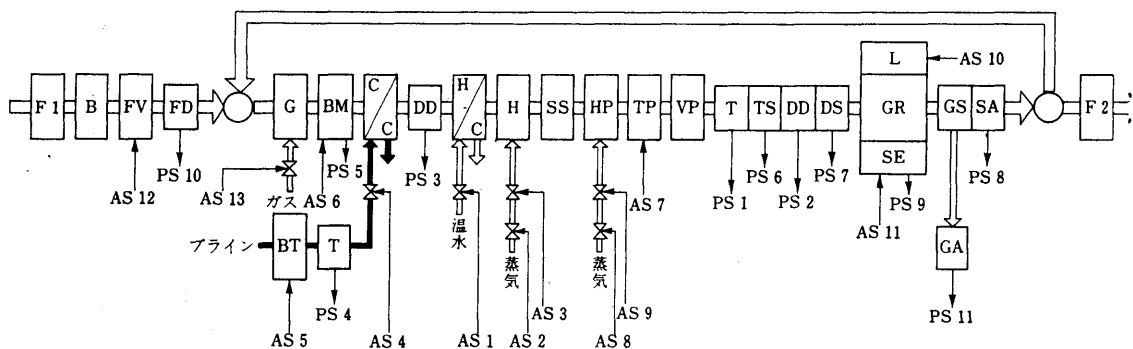 L
AS 10
F 1
B
FV
FD
G
BM
C
C
DD
H
C
H
SS
HP
TP
VP
T
TS
DD
DS
GR
GS
SA
F 2
SE
PS 10
PS 5
PS 3
PS 6
PS 7
PS 8
PS 9
AS 12
AS 13
ガス
AS 6
AS 7
PS 1
PS 2
AS 11
温水
ブライン
BT
T
蒸気
蒸気
GA
PS 4
AS 3
AS 9
PS 11
AS 5
AS 4
AS 1
AS 2
AS 8